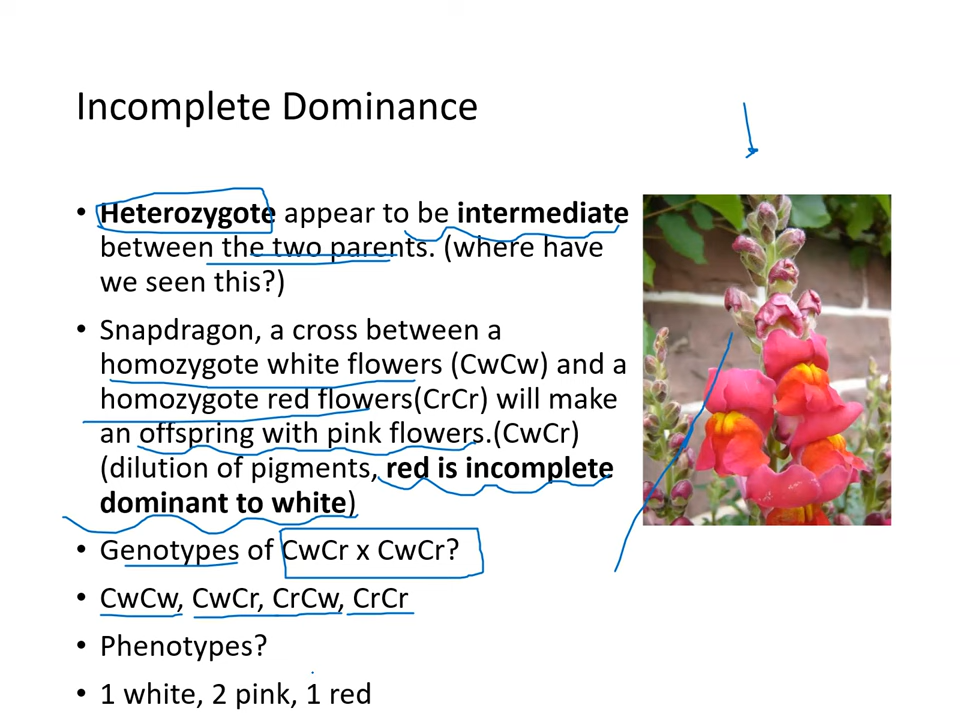 Incomplete Dominance
• Heterozygote appear to be intermediate
between the two parents. (where have
we seen this?)
• Snapdragon, a cross between a
homozygote white flowers (CwCw) and a
homozygote red flowers(CrCr) will make
an offspring with pink flowers.(CwCr)
(dilution of pigments, red is incomplete
dominant to white)
• Genotypes of CwCr x CwCr?
• CwCw, CwCr, CrCw, CrCr
• Phenotypes?
• 1 white, 2 pink, 1 red